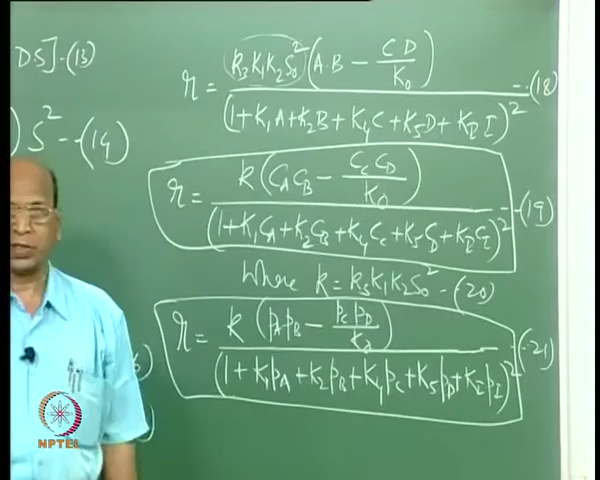 DS] - (13)
) S² -- (14)
r = k₃K₁K₂S₀² (A·B − CD/K₀) / (1+K₁A+K₂B+K₄C+K₅D+K_I I)² -- (18)
r = k (C_A C_B − C_C C_D/K₀) / (1+K₁C_A+K₂C_B+K₄C_C+K₅C_D+K_I C_I)² -- (19)
Where k = k₃K₁K₂S₀² - (20)
r = k (p_A p_B − p_C p_D/K₀) / (1+K₁p_A+K₂p_B+K₄p_C+K₅p_D+K_I p_I)² -- (21)
NPTEL